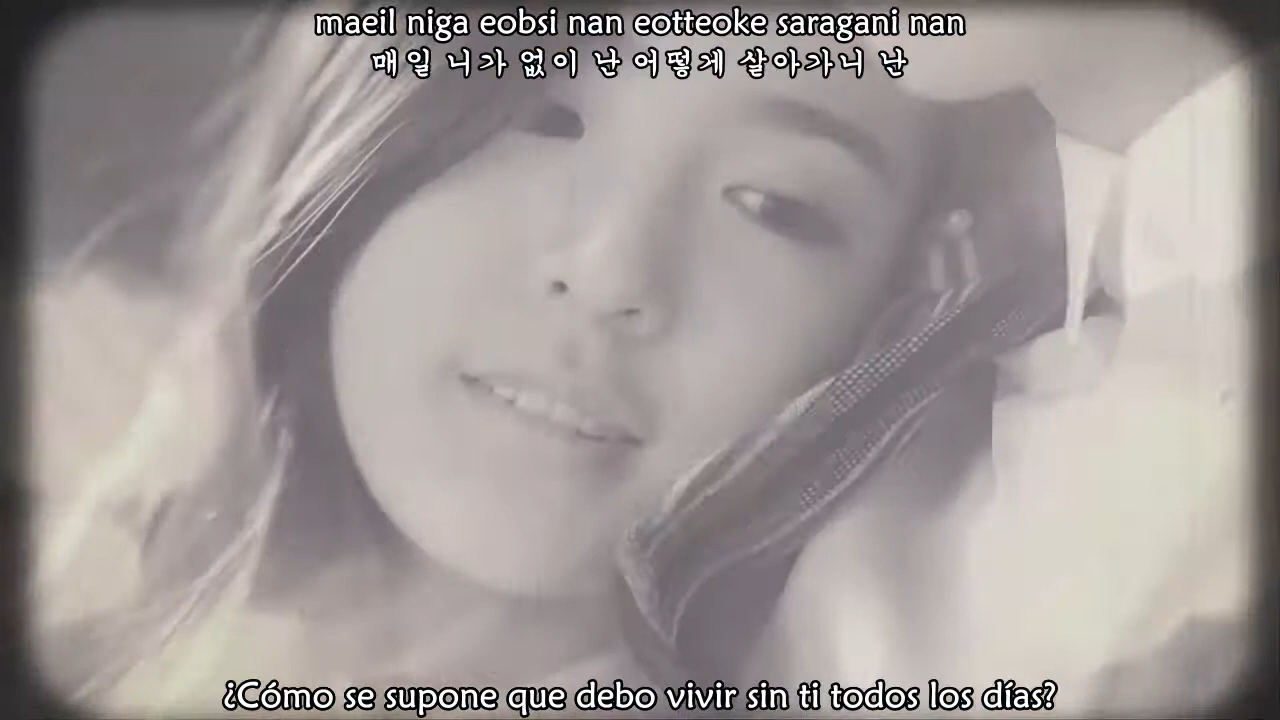 maeil niga eobsi nan eotteoke saragani nan
매일 니가 없이 난 어떻게 살아가니 난
¿Cómo se supone que debo vivir sin ti todos los días?